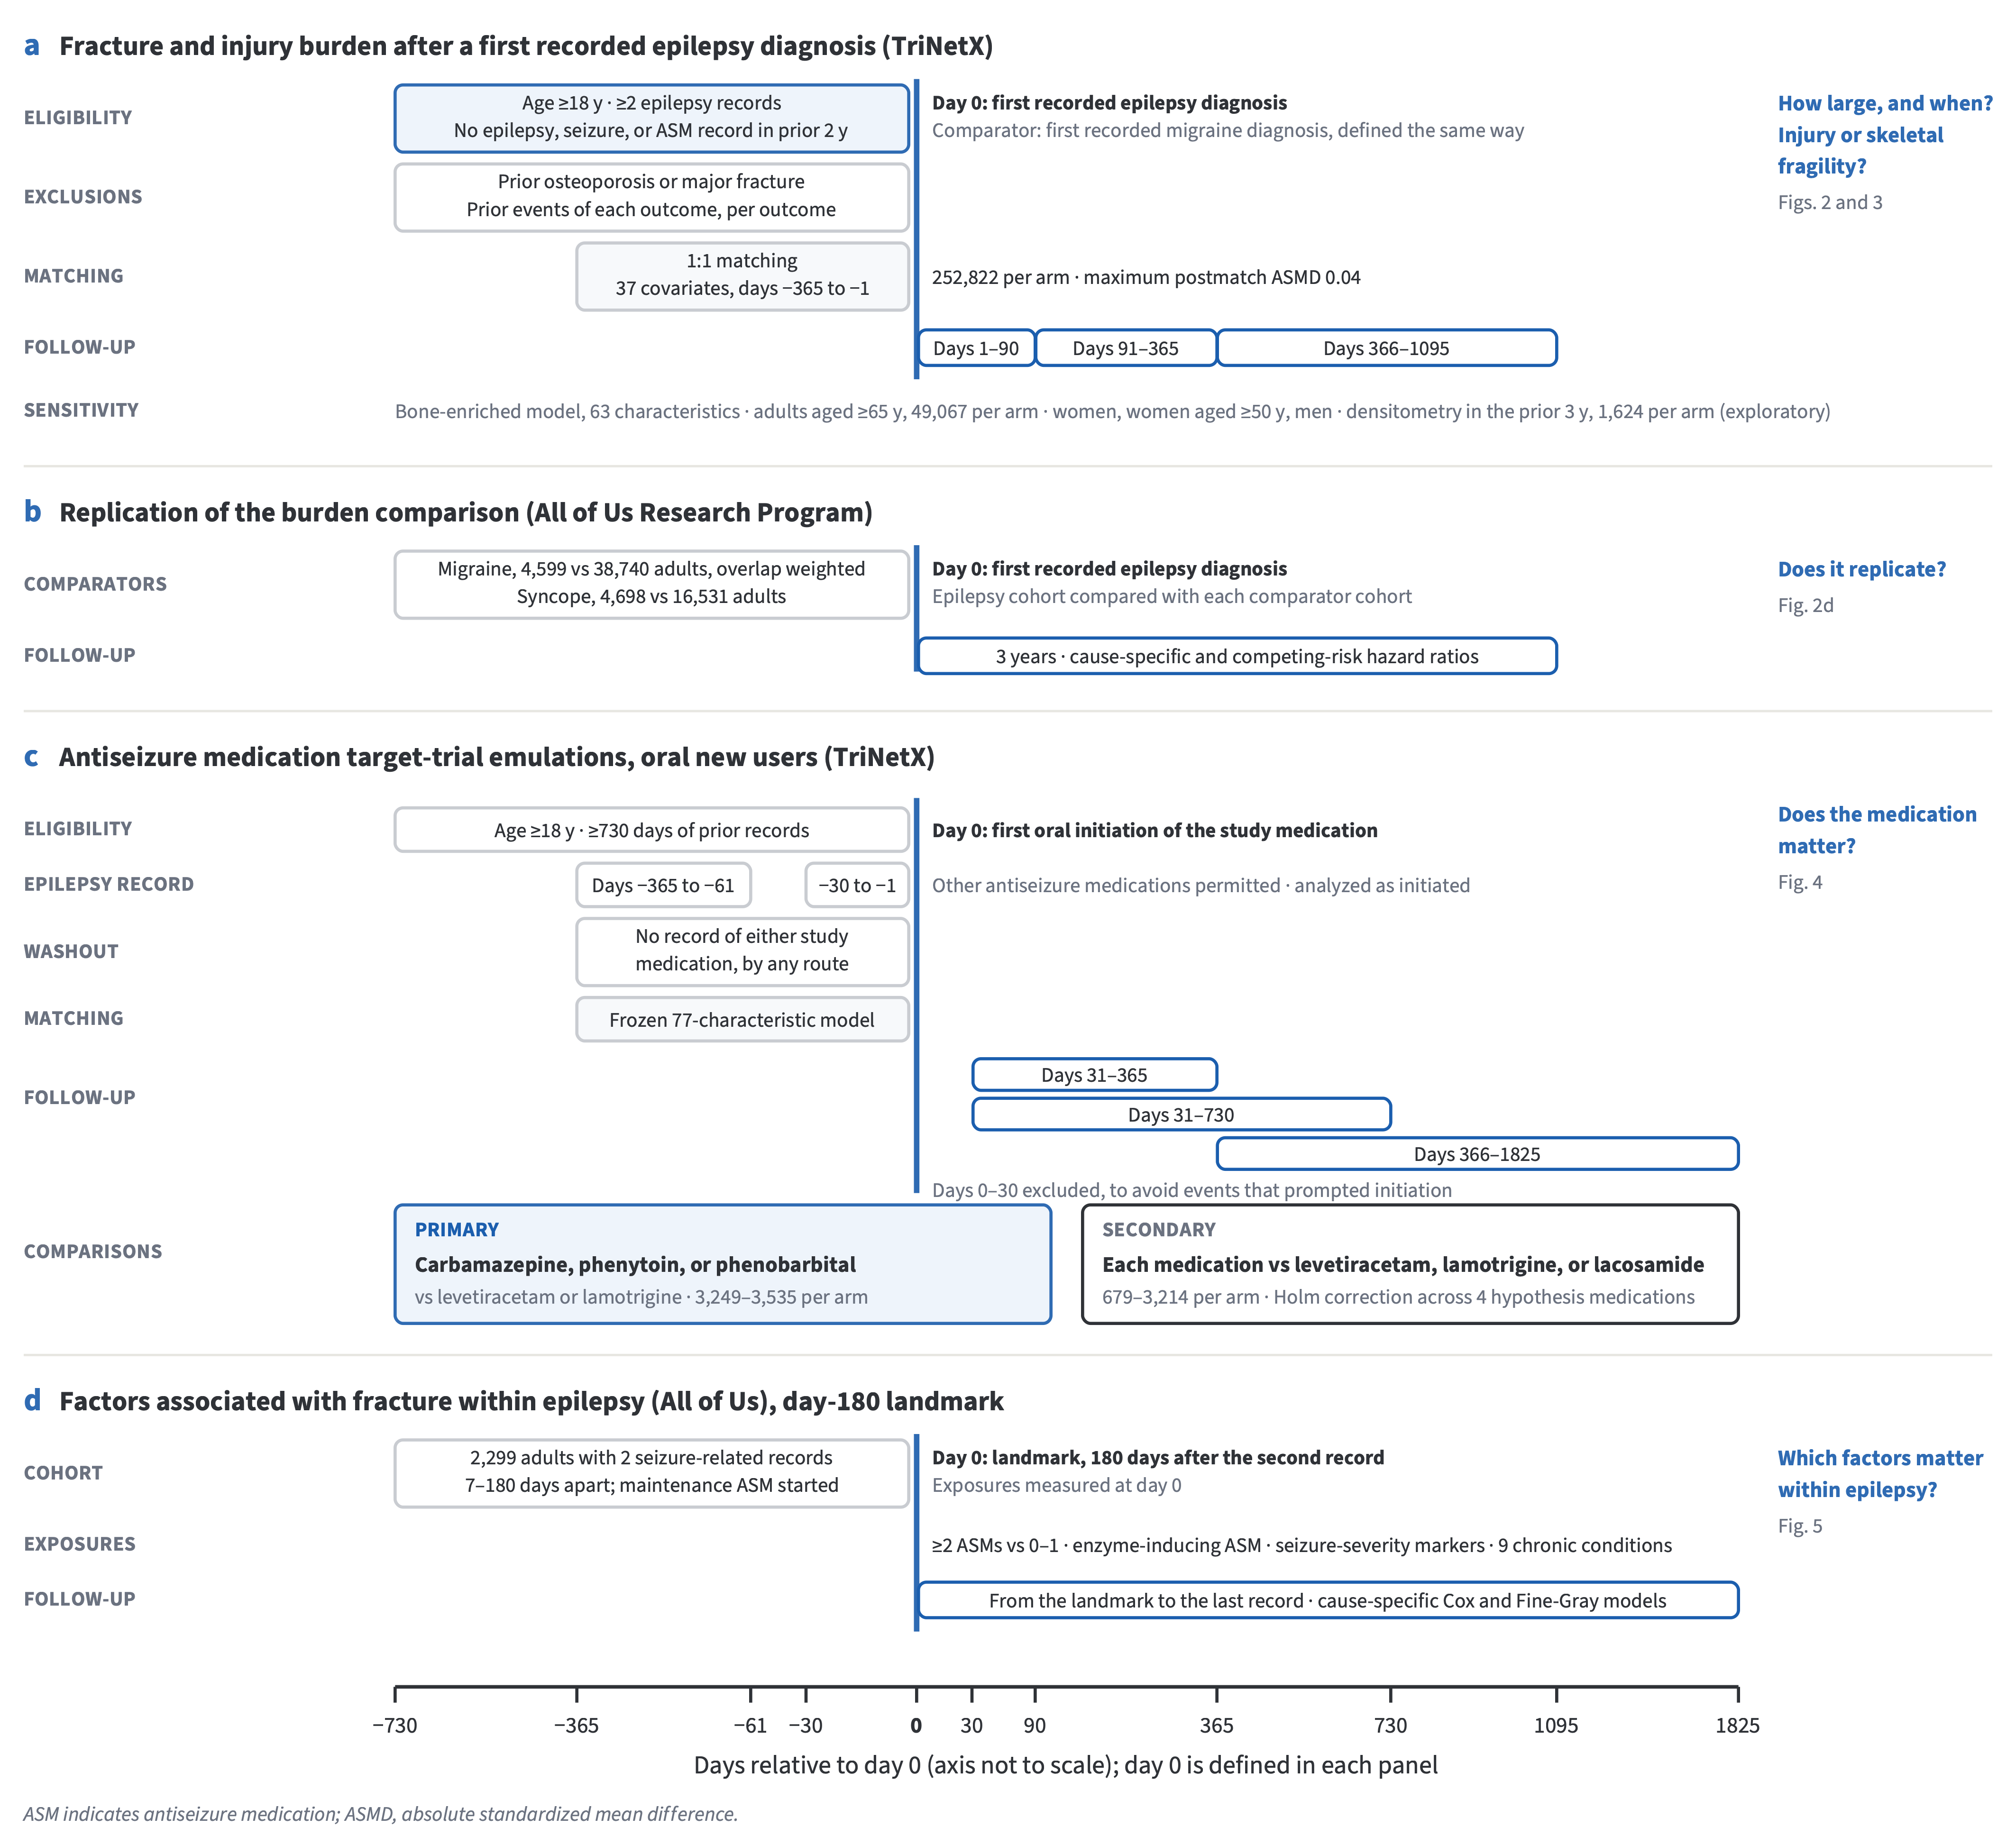 a Fracture and injury burden after a first recorded epilepsy diagnosis (TriNetX)
ELIGIBILITY
Age ≥18 y · ≥2 epilepsy records
No epilepsy, seizure, or ASM record in prior 2 y
Day 0: first recorded epilepsy diagnosis
Comparator: first recorded migraine diagnosis, defined the same way
How large, and when?
Injury or skeletal
fragility?
Figs. 2 and 3
EXCLUSIONS
Prior osteoporosis or major fracture
Prior events of each outcome, per outcome
MATCHING
1:1 matching
37 covariates, days −365 to −1
252,822 per arm · maximum postmatch ASMD 0.04
FOLLOW-UP
Days 1–90
Days 91–365
Days 366–1095
SENSITIVITY
Bone-enriched model, 63 characteristics · adults aged ≥65 y, 49,067 per arm · women, women aged ≥50 y, men · densitometry in the prior 3 y, 1,624 per arm (exploratory)
b Replication of the burden comparison (All of Us Research Program)
COMPARATORS
Migraine, 4,599 vs 38,740 adults, overlap weighted
Syncope, 4,698 vs 16,531 adults
Day 0: first recorded epilepsy diagnosis
Epilepsy cohort compared with each comparator cohort
Does it replicate?
Fig. 2d
FOLLOW-UP
3 years · cause-specific and competing-risk hazard ratios
c Antiseizure medication target-trial emulations, oral new users (TriNetX)
ELIGIBILITY
Age ≥18 y · ≥730 days of prior records
Day 0: first oral initiation of the study medication
Does the medication
matter?
Fig. 4
EPILEPSY RECORD
Days −365 to −61
−30 to −1
Other antiseizure medications permitted · analyzed as initiated
WASHOUT
No record of either study
medication, by any route
MATCHING
Frozen 77-characteristic model
FOLLOW-UP
Days 31–365
Days 31–730
Days 366–1825
Days 0–30 excluded, to avoid events that prompted initiation
COMPARISONS
PRIMARY
Carbamazepine, phenytoin, or phenobarbital
vs levetiracetam or lamotrigine · 3,249–3,535 per arm
SECONDARY
Each medication vs levetiracetam, lamotrigine, or lacosamide
679–3,214 per arm · Holm correction across 4 hypothesis medications
d Factors associated with fracture within epilepsy (All of Us), day-180 landmark
COHORT
2,299 adults with 2 seizure-related records
7–180 days apart; maintenance ASM started
Day 0: landmark, 180 days after the second record
Exposures measured at day 0
Which factors matter
within epilepsy?
Fig. 5
EXPOSURES
≥2 ASMs vs 0–1 · enzyme-inducing ASM · seizure-severity markers · 9 chronic conditions
FOLLOW-UP
From the landmark to the last record · cause-specific Cox and Fine-Gray models
−730 −365 −61 −30 0 30 90 365 730 1095 1825
Days relative to day 0 (axis not to scale); day 0 is defined in each panel
ASM indicates antiseizure medication; ASMD, absolute standardized mean difference.